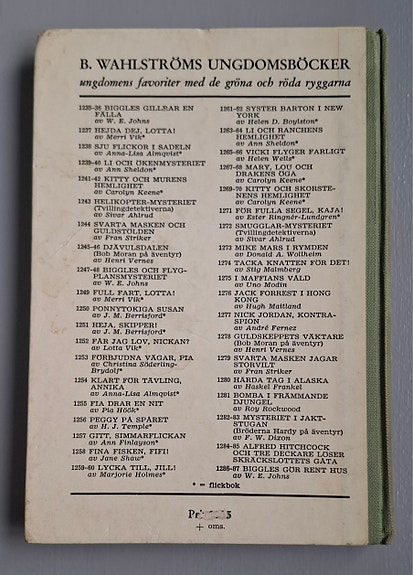 B. WAHLSTRÖMS UNGDOMSBÖCKER
ungdomens favoriter med de gröna och röda ryggarna
1235-36 BIGGLES GILLRAR EN
FÄLLA
av W. E. Johns
1237 HEJDA DEJ, LOTTA!
av Merri Vik*
1238 SJU FLICKOR I SADELN
av Anna-Lisa Almqvist*
1239-40 LI OCH ÖKENMYSTERIET
av Ann Sheldon*
1241-42 KITTY OCH MURENS
HEMLIGHET
av Carolyn Keene*
1243 HELIKOPTER-MYSTERIET
(Tvillingdetektiverna)
av Sivar Ahlrud
1244 SVARTA MASKEN OCH
GULDSTÖLDEN
av Fran Striker
1245-46 DJÄVULSDALEN
(Bob Moran på äventyr)
av Henri Vernes
1247-48 BIGGLES OCH FLYG-
PLANSMYSTERIET
av W. E. Johns
1249 FULL FART, LOTTA!
av Merri Vik*
1250 PONNYTOKIGA SUSAN
av J. M. Berrisford*
1251 HEJA, SKIPPER!
av J. M. Berrisford*
1252 FÅR JAG LOV, NICKAN?
av Lotta Vik*
1253 FÖRBJUDNA VÄGAR, PIA
av Christina Söderling-
Brydolf*
1254 KLART FÖR TÄVLING,
ANNIKA
av Anna-Lisa Almqvist*
1255 FIA DRAR EN NIT
av Pia Höök*
1256 PEGGY PÅ SPÅRET
av H. J. Temple*
1257 GITT, SIMMARFLICKAN
av Ann Finlayson*
1258 FINA FISKEN, FIFI!
av Jane Shaw*
1259-60 LYCKA TILL, JILL!
av Marjorie Holmes*
1261-62 SYSTER BARTON I NEW
YORK
av Helen D. Boylston*
1263-64 LI OCH RANCHENS
HEMLIGHET
av Ann Sheldon*
1265-66 VICKI FLYGER FARLIGT
av Helen Wells*
1267-68 MARY, LOU OCH
DRAKENS ÖGA
av Carolyn Keene*
1269-70 KITTY OCH SKORSTE-
NENS HEMLIGHET
av Carolyn Keene*
1271 FÖR FULLA SEGEL, KAJA!
av Ester Ringnér-Lundgren*
1272 SMUGGLAR-MYSTERIET
(Tvillingdetektiverna)
av Sivar Ahlrud
1273 MIKE MARS I RYMDEN
av Donald A. Wollheim
1274 TACKA KNATTEN FÖR DET!
av Stig Malmberg
1275 I MAFFIANS VÅLD
av Uno Modin
1276 JACK FORREST I HONG
KONG
av Hugh Maitland
1277 NICK JORDAN, KONTRA-
SPION
av André Fernez
1278 GULDSKEPPETS VÄKTARE
(Bob Moran på äventyr)
av Henri Vernes
1279 SVARTA MASKEN JAGAR
STORVILT
av Fran Striker
1280 HÅRDA TAG I ALASKA
av Haskel Frankel
1281 BOMBA I FRÄMMANDE
DJUNGEL
av Roy Rockwood
1282-83 MYSTERIET I JAKT-
STUGAN
(Bröderna Hardy på äventyr)
av F. W. Dixon
1284-85 ALFRED HITCHCOCK
OCH TRE DECKARE LÖSER
SKRÄCKSLOTTETS GÅTA
1286-87 BIGGLES GÖR RENT HUS
av W. E. Johns
* = flickbok
+ oms.